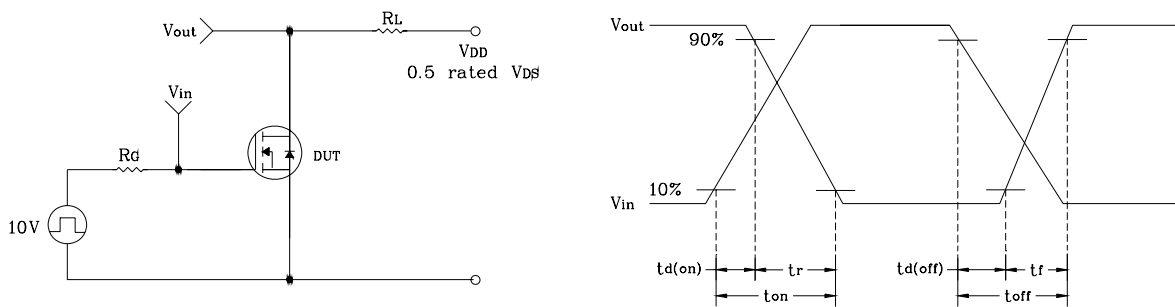 Vout
RL
VDD
0.5 rated VDS
Vin
RG
DUT
10V
Vout
90%
10%
Vin
td(on)
tr
td(off)
tf
ton
toff